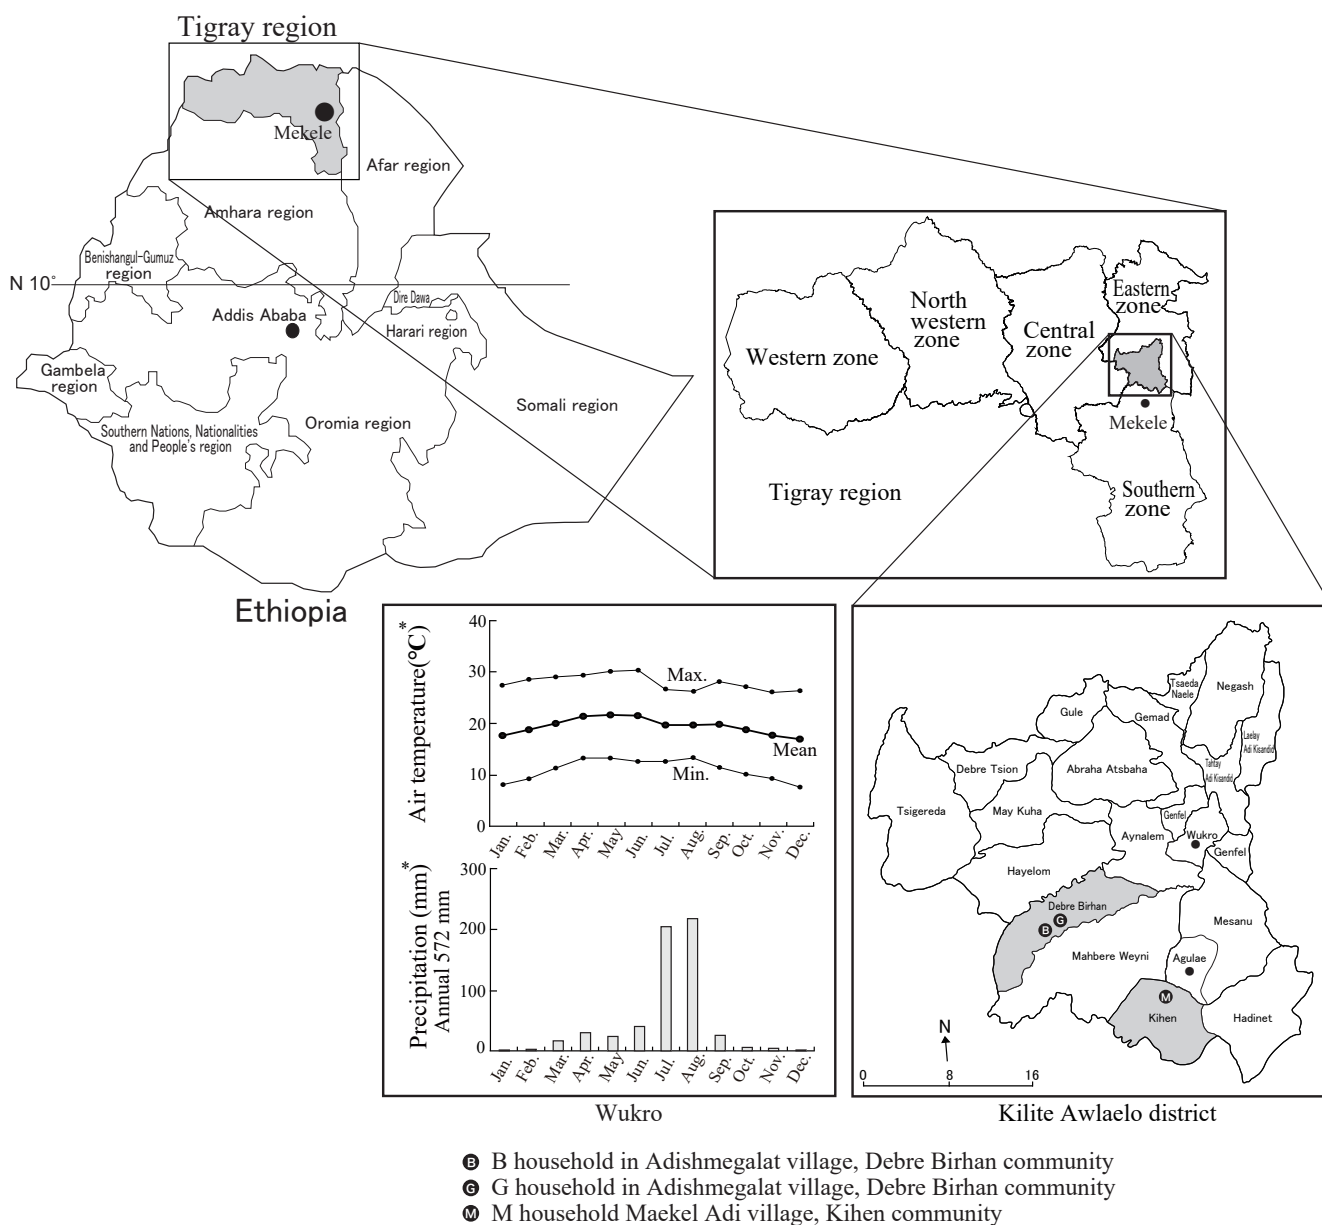 Tigray region
Mekele
Afar region
Amhara region
Benishangul-Gumuz
region
N 10°
Dire Dawa
Addis Ababa
Harari region
Gambela
region
Somali region
Oromia region
Southern Nations, Nationalities
and People's region
Ethiopia
Western zone
North
western
zone
Central
zone
Eastern
zone
Mekele
Southern
zone
Tigray region
Air temperature(°C)*
40
30
20
10
0
Max.
Mean
Min.
Jan.
Feb.
Mar.
Apr.
May
Jun.
Jul.
Aug.
Sep.
Oct.
Nov.
Dec.
Precipitation (mm)*
Annual 572 mm
300
200
100
0
Jan.
Feb.
Mar.
Apr.
May
Jun.
Jul.
Aug.
Sep.
Oct.
Nov.
Dec.
Wukro
Tsaeda
Naele
Negash
Gule
Gemad
Laelay
Adi Kisandid
Debre Tsion
Abraha Atsbaha
Tahtay
Adi Kisandid
Tsigereda
May Kuha
Genfel
Aynalem
Wukro
Genfel
Hayelom
Debre Birhan
G
B
Mesanu
Mahbere Weyni
Agulae
M
Kihen
Hadinet
N
0 8 16
Kilite Awlaelo district
B B household in Adishmegalat village, Debre Birhan community
G G household in Adishmegalat village, Debre Birhan community
M M household Maekel Adi village, Kihen community